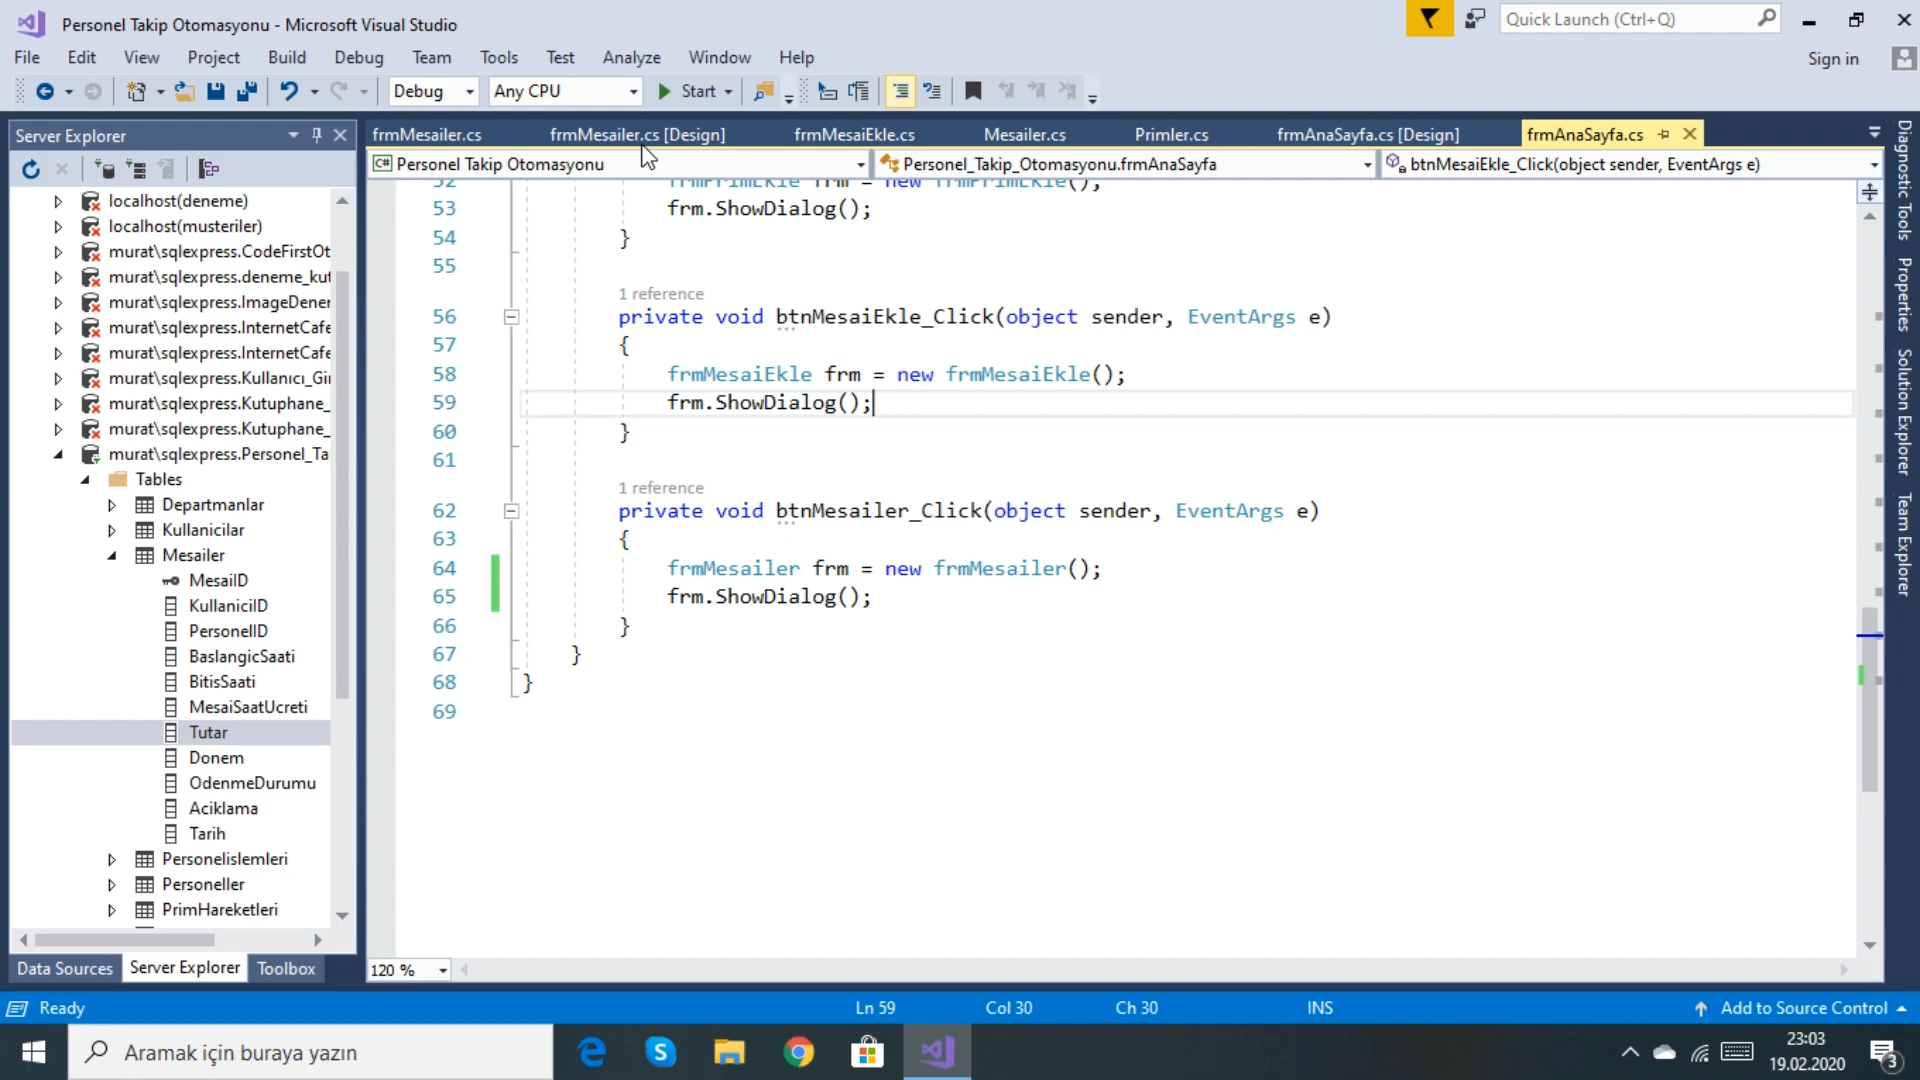 Personel Takip Otomasyonu - Microsoft Visual Studio
Quick Launch (Ctrl+Q)
File Edit View Project Build Debug Team Tools Test Analyze Window Help
Sign in
Debug Any CPU Start
Server Explorer
frmMesailer.cs frmMesailer.cs [Design] frmMesaiEkle.cs Mesailer.cs Primler.cs frmAnaSayfa.cs [Design] frmAnaSayfa.cs
Personel Takip Otomasyonu Personel_Takip_Otomasyonu.frmAnaSayfa btnMesaiEkle_Click(object sender, EventArgs e)
localhost(deneme)
localhost(musteriler)
murat\sqlexpress.CodeFirstOt
murat\sqlexpress.deneme_kut
murat\sqlexpress.ImageDener
murat\sqlexpress.InternetCafe
murat\sqlexpress.InternetCafe
murat\sqlexpress.Kullanıcı_Gi
murat\sqlexpress.Kutuphane_
murat\sqlexpress.Kutuphane_
murat\sqlexpress.Personel_Ta
Tables
Departmanlar
Kullanicilar
Mesailer
MesaiID
KullaniciID
PersonelID
BaslangicSaati
BitisSaati
MesaiSaatUcreti
Tutar
Donem
OdenmeDurumu
Aciklama
Tarih
Personelislemleri
Personeller
PrimHareketleri
Data Sources Server Explorer Toolbox
52 frmPrimEkle frm = new frmPrimEkle();
53 frm.ShowDialog();
54 }
55
1 reference
56 private void btnMesaiEkle_Click(object sender, EventArgs e)
57 {
58 frmMesaiEkle frm = new frmMesaiEkle();
59 frm.ShowDialog();
60 }
61
1 reference
62 private void btnMesailer_Click(object sender, EventArgs e)
63 {
64 frmMesailer frm = new frmMesailer();
65 frm.ShowDialog();
66 }
67 }
68 }
69
120 %
Diagnostic Tools
Properties
Solution Explorer
Team Explorer
Ready Ln 59 Col 30 Ch 30 INS Add to Source Control
Aramak için buraya yazın
23:03
19.02.2020
3